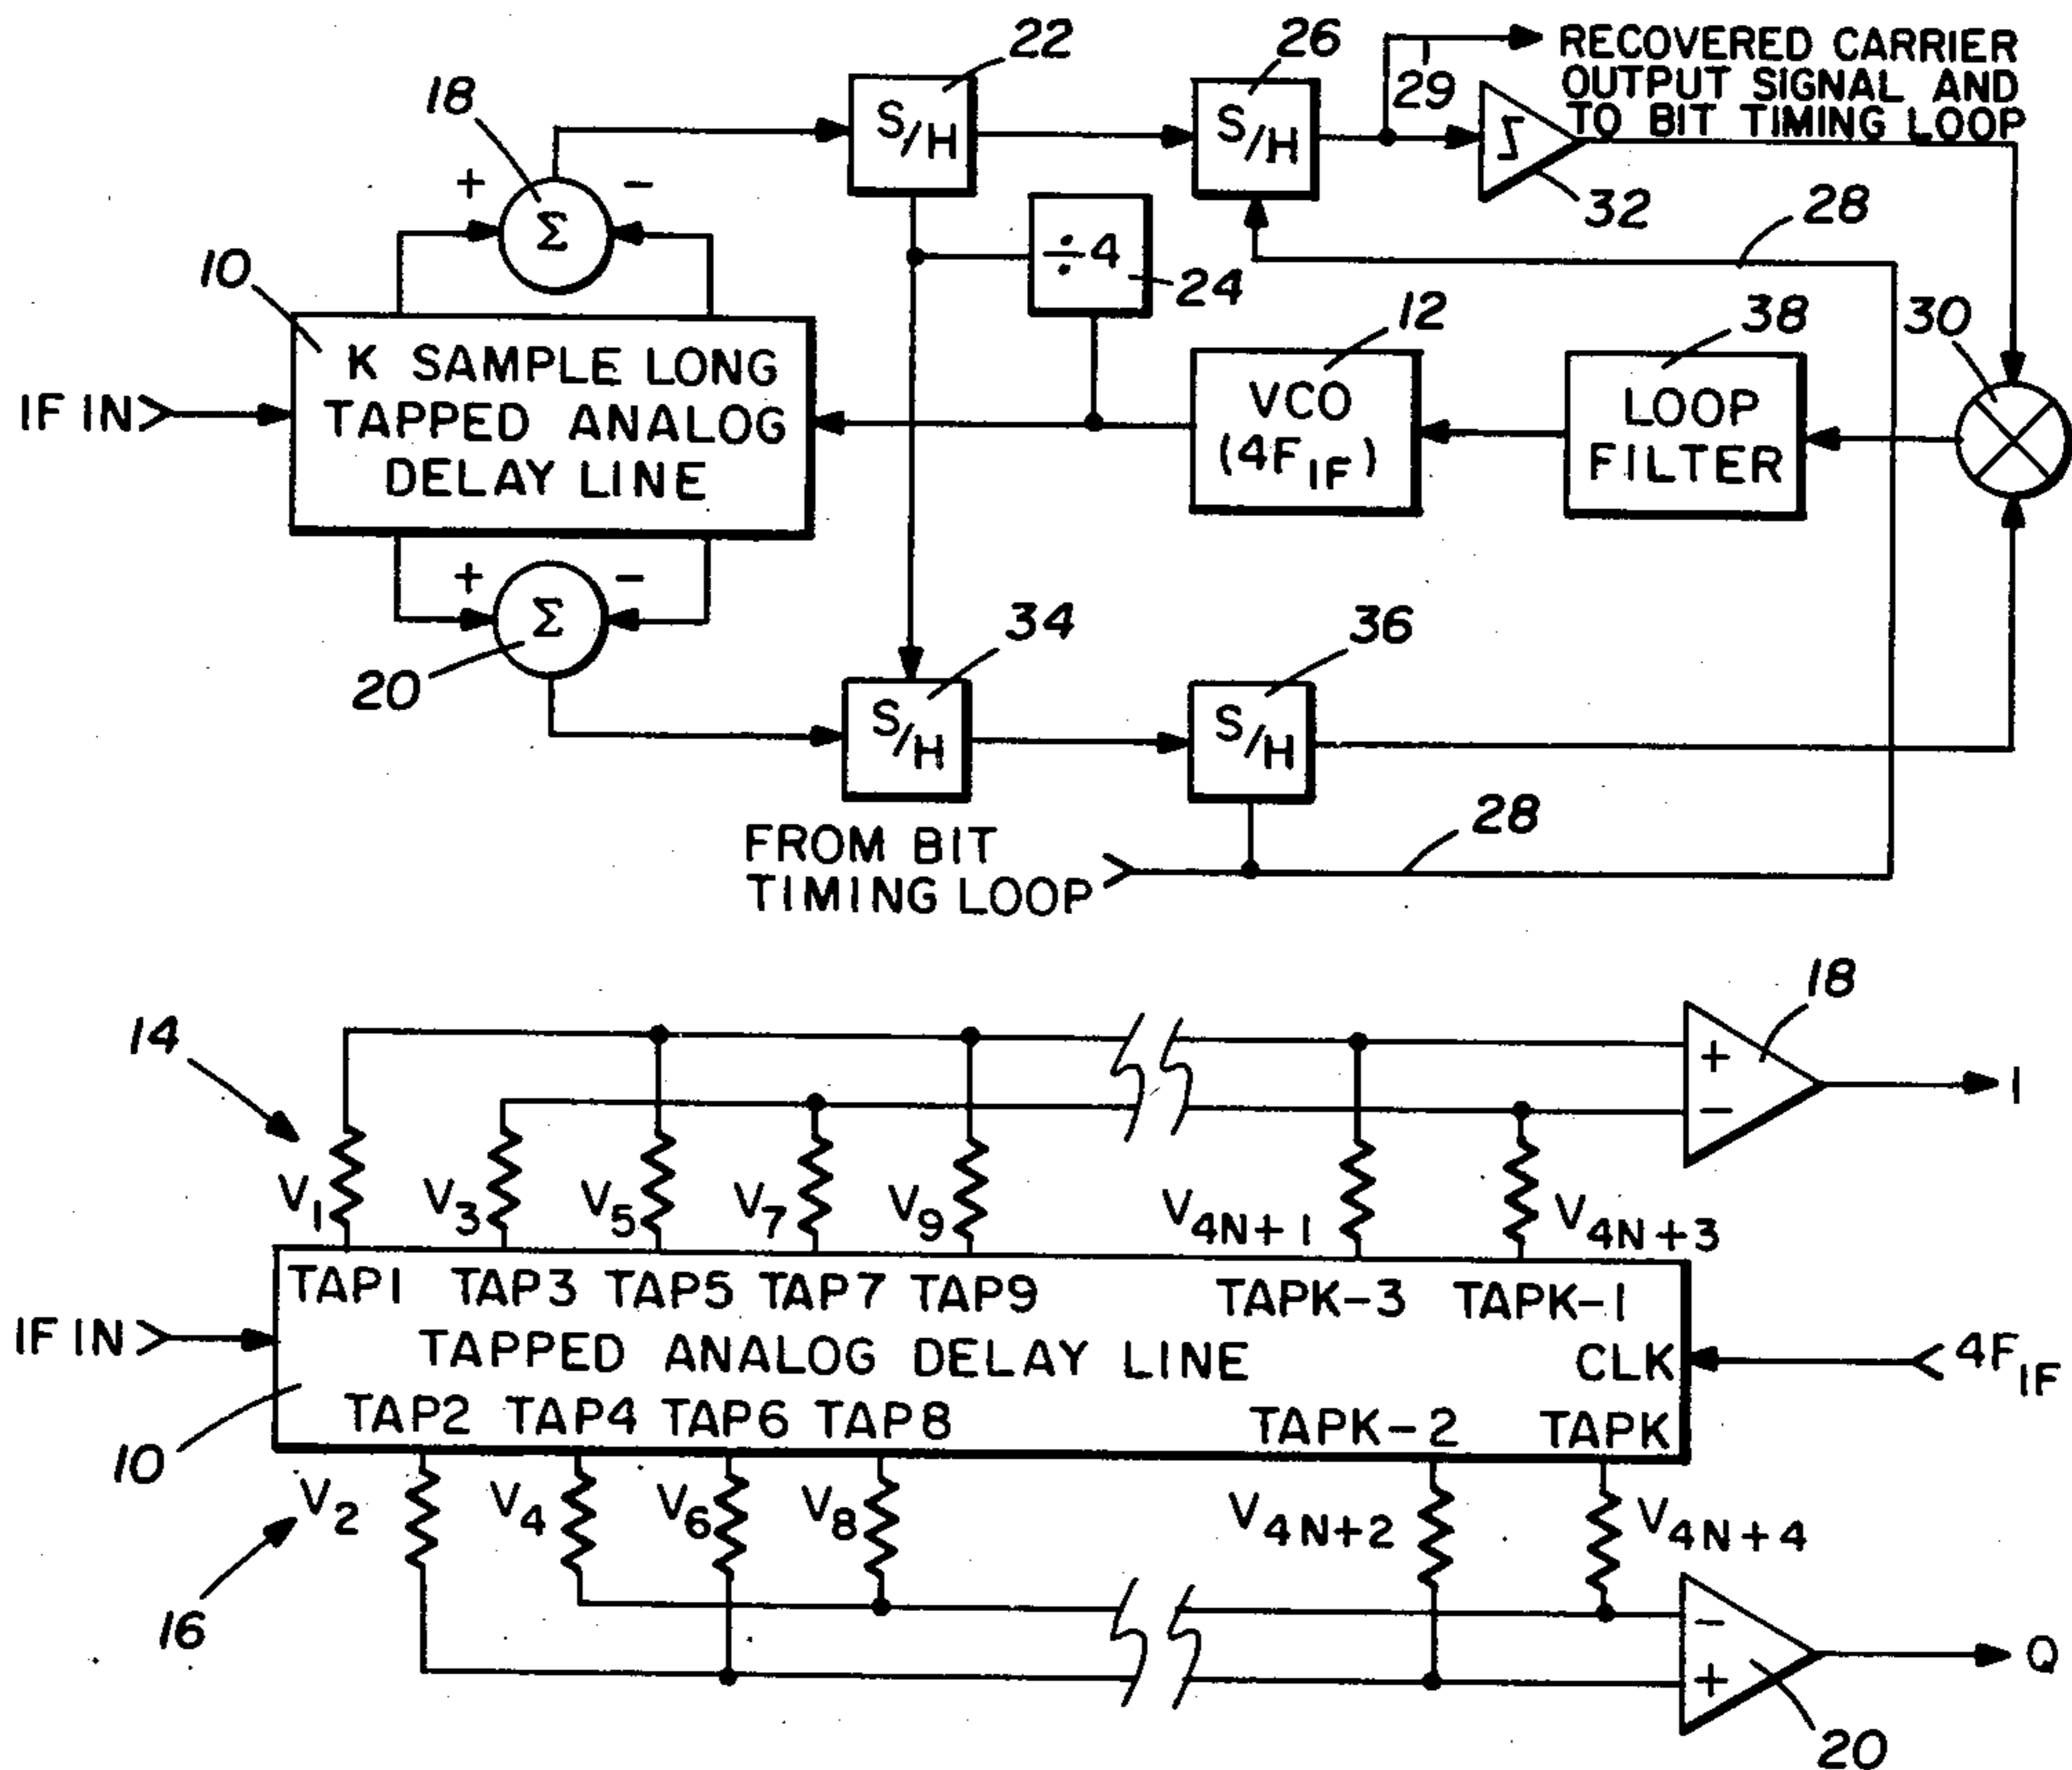 22
26
RECOVERED CARRIER
OUTPUT SIGNAL AND
TO BIT TIMING LOOP
29
18
S/H
S/H
+
−
Σ
÷4
24
32
28
10
12
38
30
K SAMPLE LONG
TAPPED ANALOG
DELAY LINE
IF IN
VCO
(4FIF)
LOOP
FILTER
+
−
Σ
20
34
36
S/H
S/H
FROM BIT
TIMING LOOP
28
14
18
+
−
I
V1
V3
V5
V7
V9
V4N+1
V4N+3
TAP1 TAP3 TAP5 TAP7 TAP9 TAPK-3 TAPK-1
IF IN
TAPPED ANALOG DELAY LINE
CLK
4FIF
TAP2 TAP4 TAP6 TAP8 TAPK-2 TAPK
10
V2
V4
V6
V8
V4N+2
V4N+4
16
−
+
Q
20